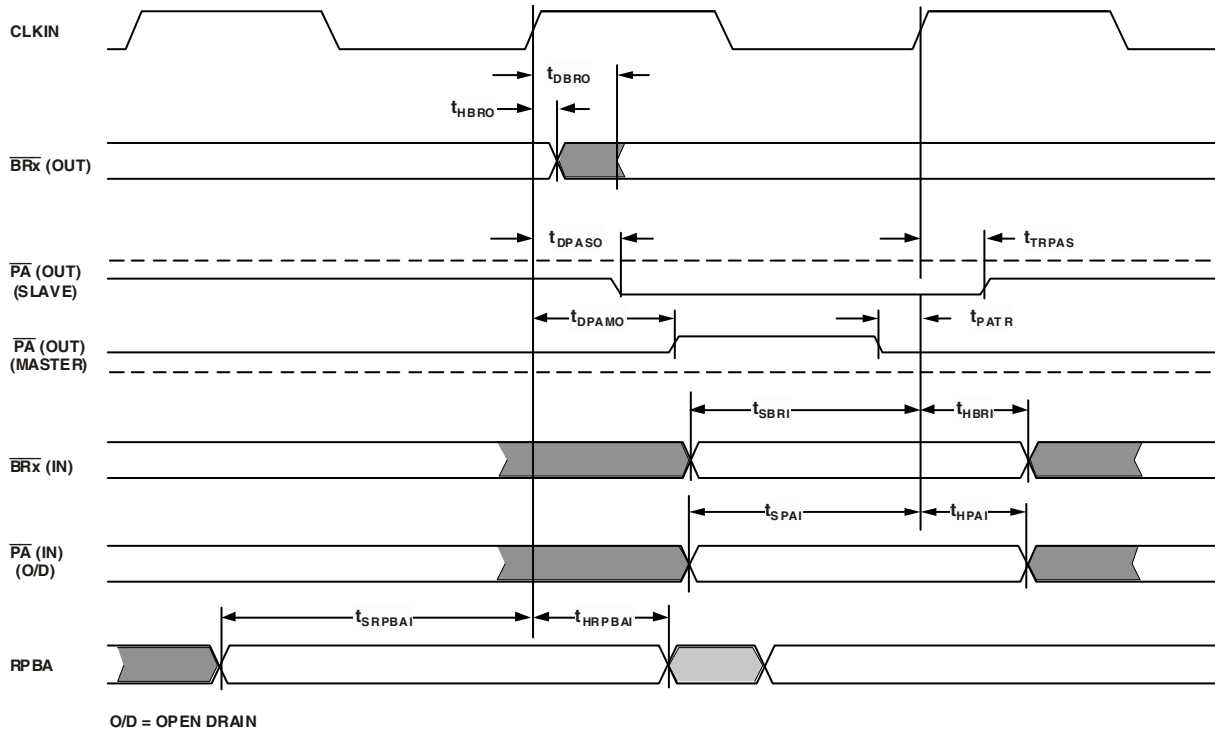 CLKIN
tDBRO
tHBRO
BRx (OUT)
tDPASO
tTRPAS
PA (OUT)
(SLAVE)
tDPAMO
tPATR
PA (OUT)
(MASTER)
tSBRI
tHBRI
BRx (IN)
tSPAI
tHPAI
PA (IN)
(O/D)
tSRPBAI
tHRPBAI
RPBA
O/D = OPEN DRAIN